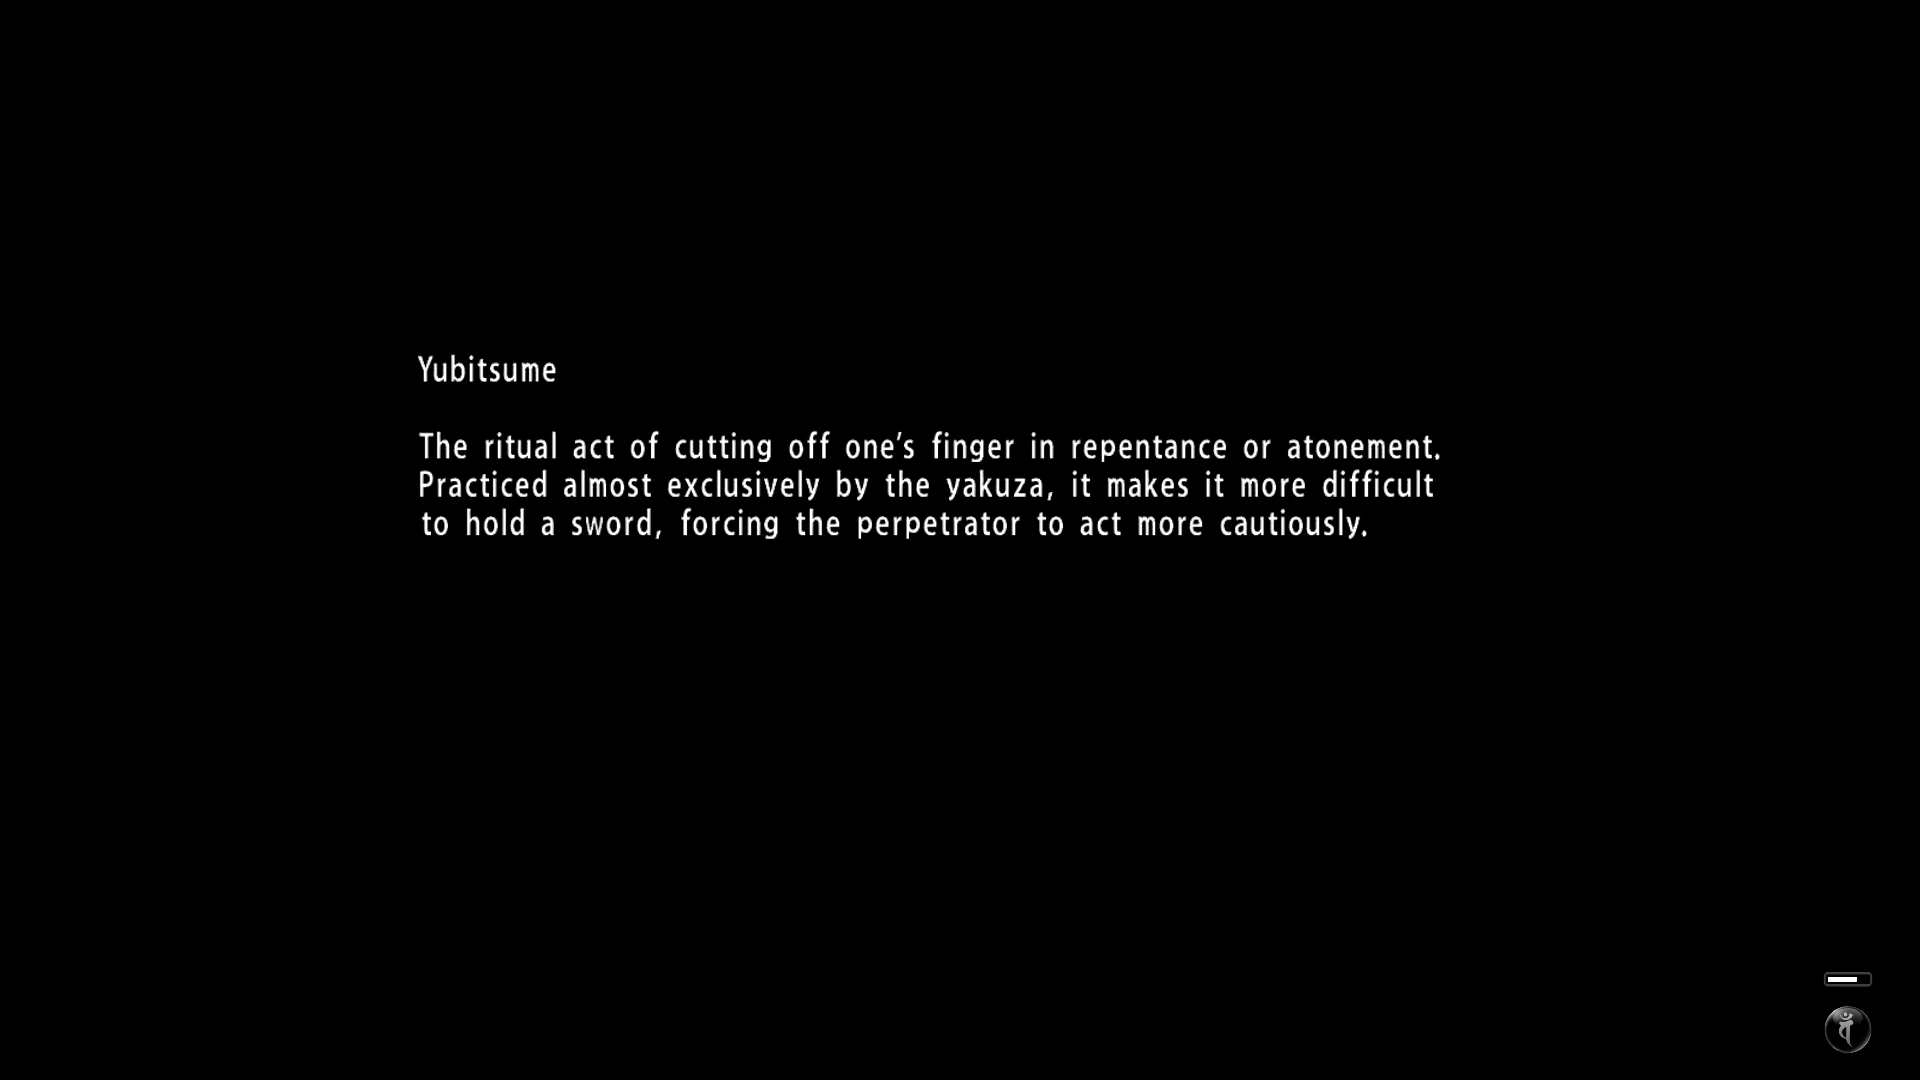 Yubitsume
The ritual act of cutting off one’s finger in repentance or atonement.
Practiced almost exclusively by the yakuza, it makes it more difficult
to hold a sword, forcing the perpetrator to act more cautiously.